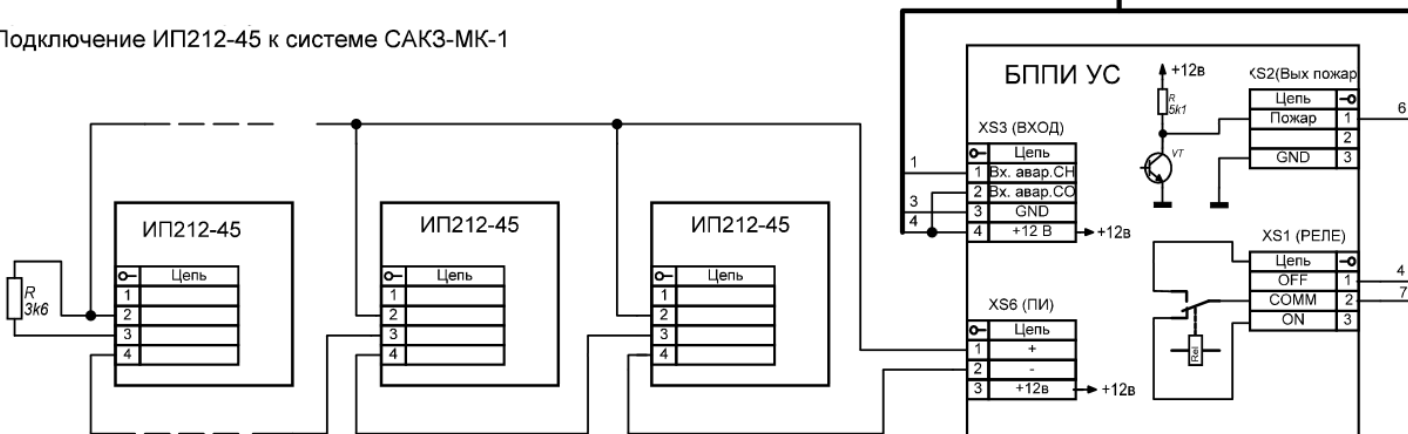 Подключение ИП212-45 к системе САКЗ-МК-1
ИП212-45
Цепь
1
2
3
4
R
3k6
ИП212-45
Цепь
1
2
3
4
ИП212-45
Цепь
1
2
3
4
БППИ УС
XS3 (ВХОД)
Цепь
1 Вх. авар.СН
2 Вх. авар.СО
3 GND
4 +12 В
+12в
1
3
4
XS6 (ПИ)
Цепь
1 +
2 -
3 +12в
+12в
+12в
R
5k1
VT
XS2(Вых пожар
Цепь
Пожар 1
2
GND 3
6
XS1 (РЕЛЕ)
Цепь
OFF 1
COMM 2
ON 3
4
7
Rel